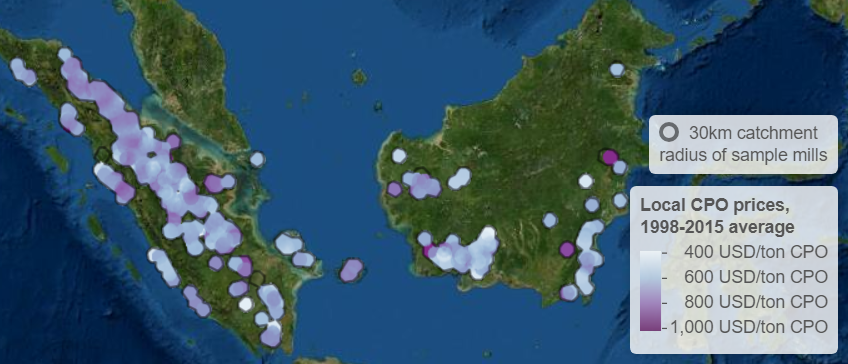 30km catchment
radius of sample mills
Local CPO prices,
1998-2015 average
400 USD/ton CPO
600 USD/ton CPO
800 USD/ton CPO
1,000 USD/ton CPO